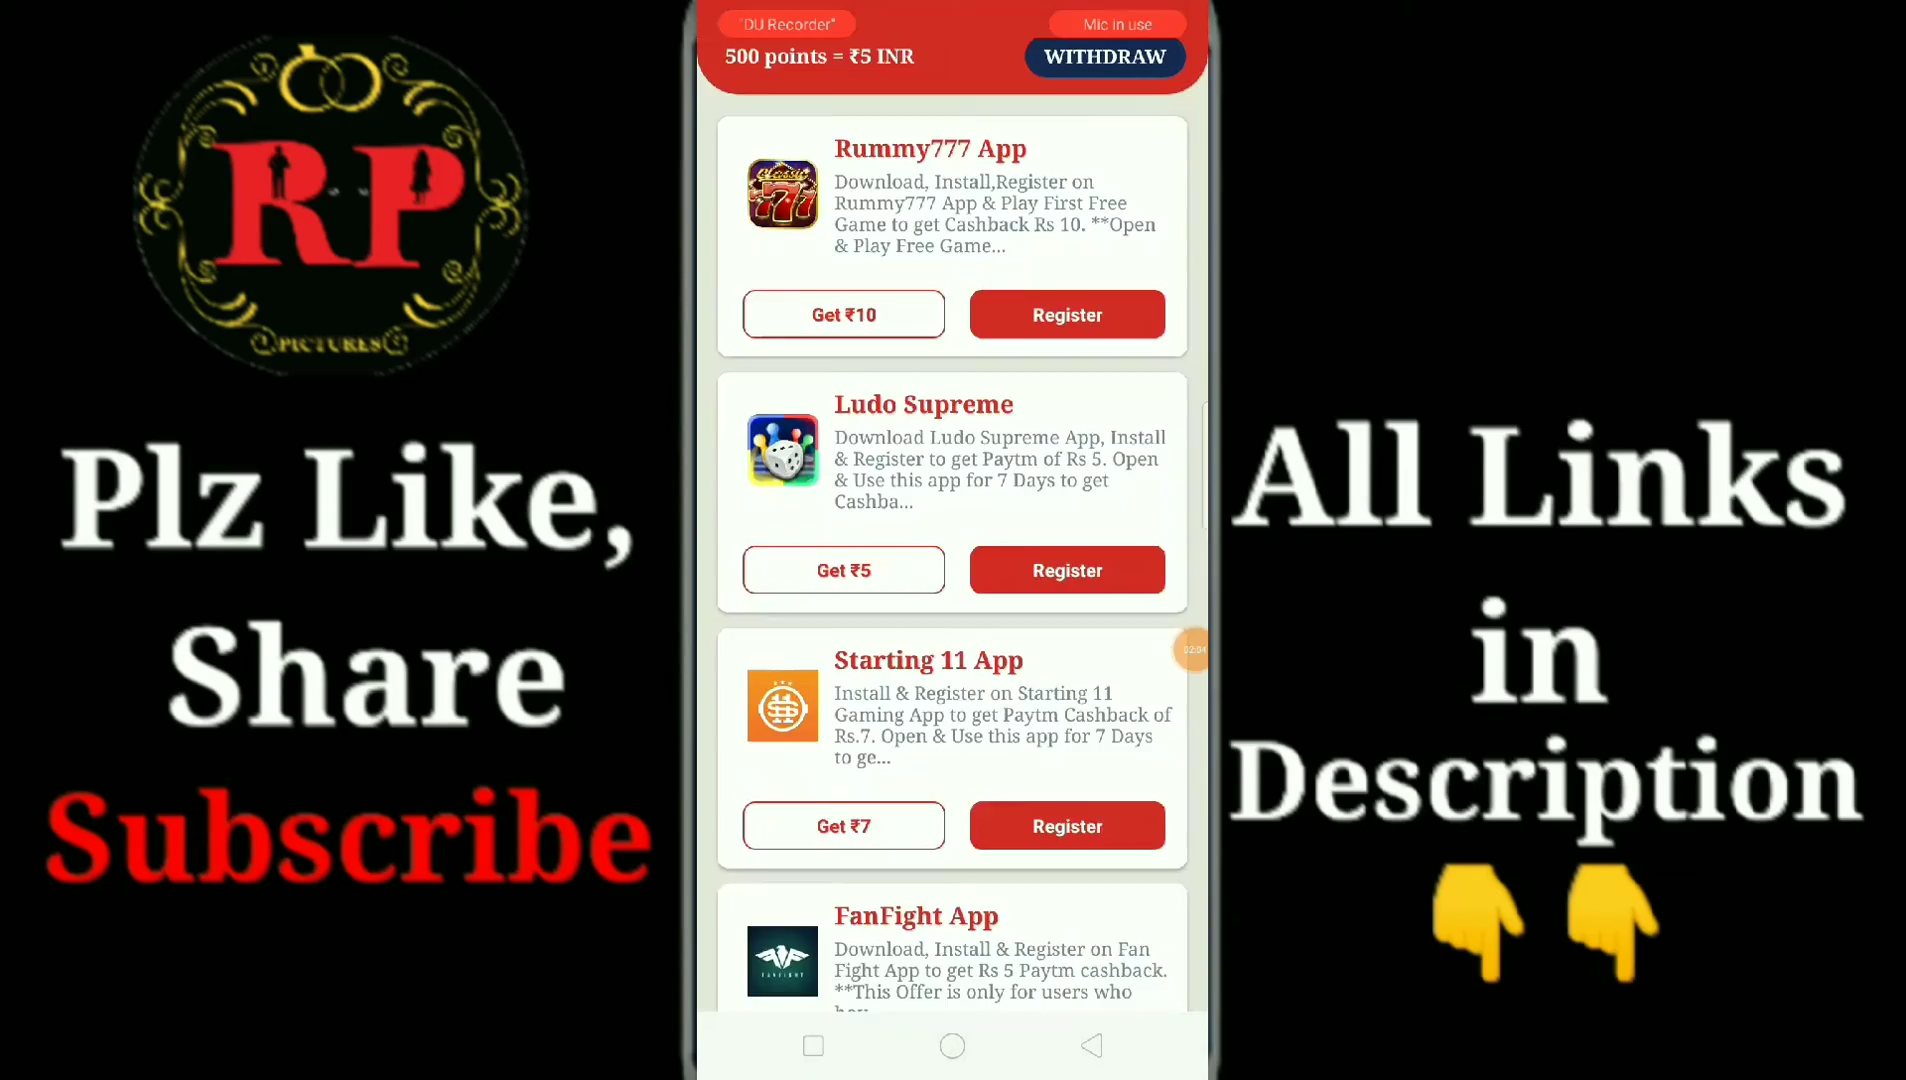 RP
PICTURES
Plz Like,
Share
Subscribe
"DU Recorder"
Mic in use
500 points = ₹5 INR
WITHDRAW
Rummy777 App
Download, Install,Register on
Rummy777 App & Play First Free
Game to get Cashback Rs 10. **Open
& Play Free Game...
Classic
777
Get ₹10
Register
Ludo Supreme
Download Ludo Supreme App, Install
& Register to get Paytm of Rs 5. Open
& Use this app for 7 Days to get
Cashba...
Get ₹5
Register
02:04
Starting 11 App
Install & Register on Starting 11
Gaming App to get Paytm Cashback of
Rs.7. Open & Use this app for 7 Days
to ge...
Get ₹7
Register
FanFight App
Download, Install & Register on Fan
Fight App to get Rs 5 Paytm cashback.
**This Offer is only for users who
FANFIGHT
All Links
in
Description